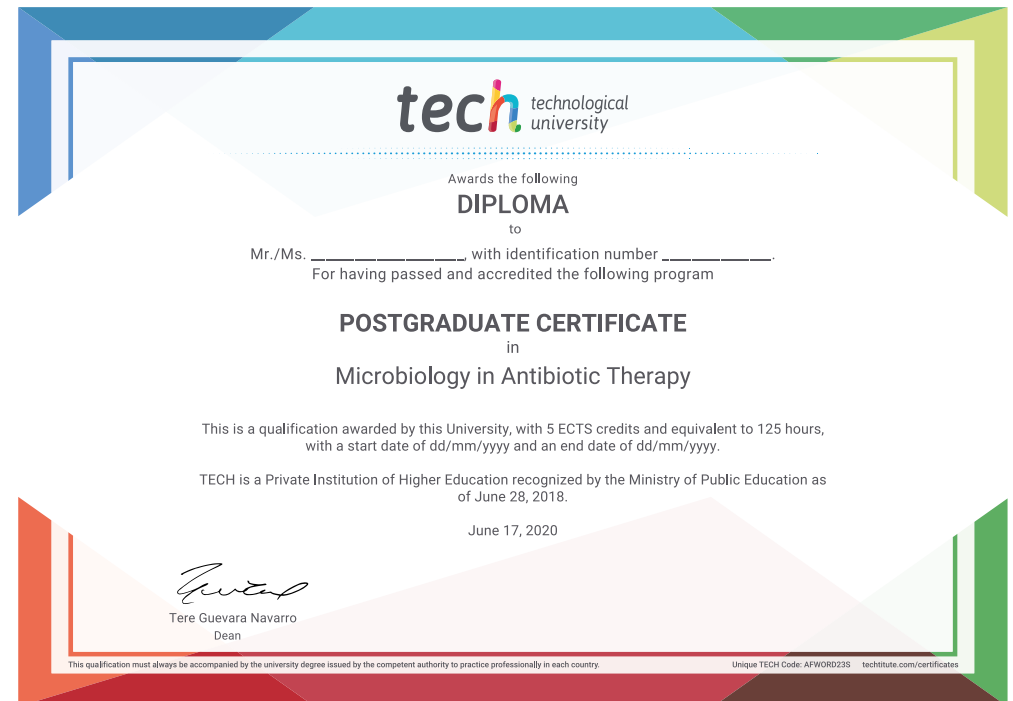 tech technological
university
Awards the following
DIPLOMA
to
Mr./Ms. ______________, with identification number __________.
For having passed and accredited the following program
POSTGRADUATE CERTIFICATE
in
Microbiology in Antibiotic Therapy
This is a qualification awarded by this University, with 5 ECTS credits and equivalent to 125 hours,
with a start date of dd/mm/yyyy and an end date of dd/mm/yyyy.
TECH is a Private Institution of Higher Education recognized by the Ministry of Public Education as
of June 28, 2018.
June 17, 2020
Tere Guevara Navarro
Dean
This qualification must always be accompanied by the university degree issued by the competent authority to practice professionally in each country.
Unique TECH Code: AFWORD23S techtitute.com/certificates